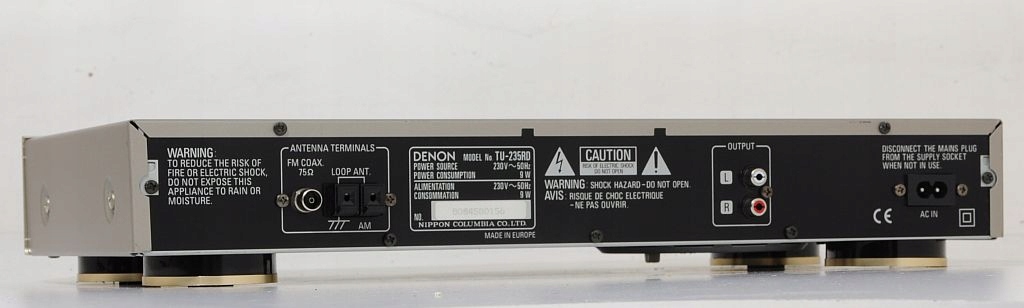 WARNING:
TO REDUCE THE RISK OF
FIRE OR ELECTRIC SHOCK,
DO NOT EXPOSE THIS
APPLIANCE TO RAIN OR
MOISTURE.
ANTENNA TERMINALS
FM COAX.
75Ω
LOOP ANT.
AM
DENON MODEL No. TU-235RD
POWER SOURCE 230V～50Hz
POWER CONSUMPTION 9 W
ALIMENTATION 230V～50Hz
CONSOMMATION 9 W
NO.
NIPPON COLUMBIA CO. LTD.
MADE IN EUROPE
CAUTION
RISK OF ELECTRIC SHOCK
DO NOT OPEN
WARNING: SHOCK HAZARD-DO NOT OPEN.
AVIS: RISQUE DE CHOC ELECTRIQUE
-NE PAS OUVRIR.
OUTPUT
L
R
DISCONNECT THE MAINS PLUG
FROM THE SUPPLY SOCKET
WHEN NOT IN USE.
CE
AC IN